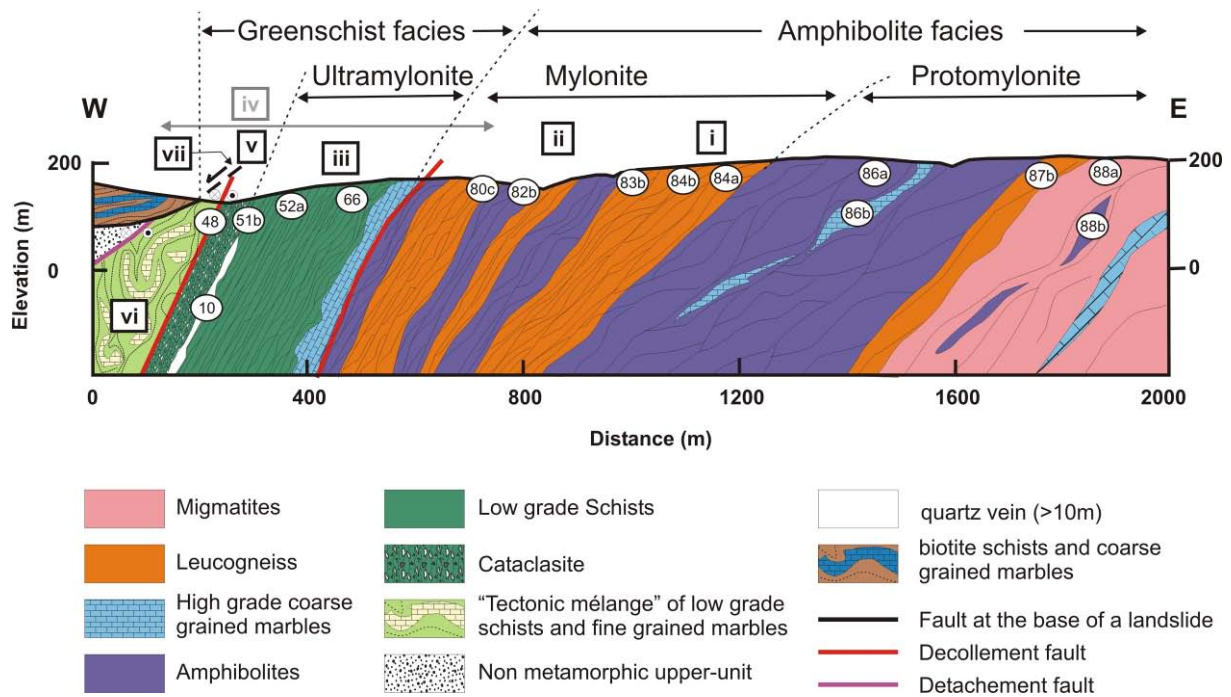 Greenschist facies
Amphibolite facies
Ultramylonite
Mylonite
Protomylonite
W
iv
E
vii
v
iii
ii
i
200
200
Elevation (m)
0
0
48
51b
52a
66
80c
82b
83b
84b
84a
86a
86b
87b
88a
88b
10
vi
0
400
800
1200
1600
2000
Distance (m)
Migmatites
Leucogneiss
High grade coarse
grained marbles
Amphibolites
Low grade Schists
Cataclasite
“Tectonic mélange” of low grade
schists and fine grained marbles
Non metamorphic upper-unit
quartz vein (>10m)
biotite schists and coarse
grained marbles
Fault at the base of a landslide
Decollement fault
Detachement fault